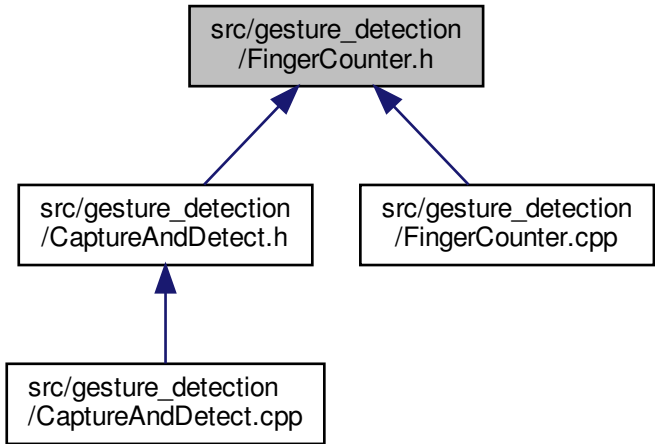 src/gesture_detection
/FingerCounter.h
src/gesture_detection
/CaptureAndDetect.h
src/gesture_detection
/FingerCounter.cpp
src/gesture_detection
/CaptureAndDetect.cpp